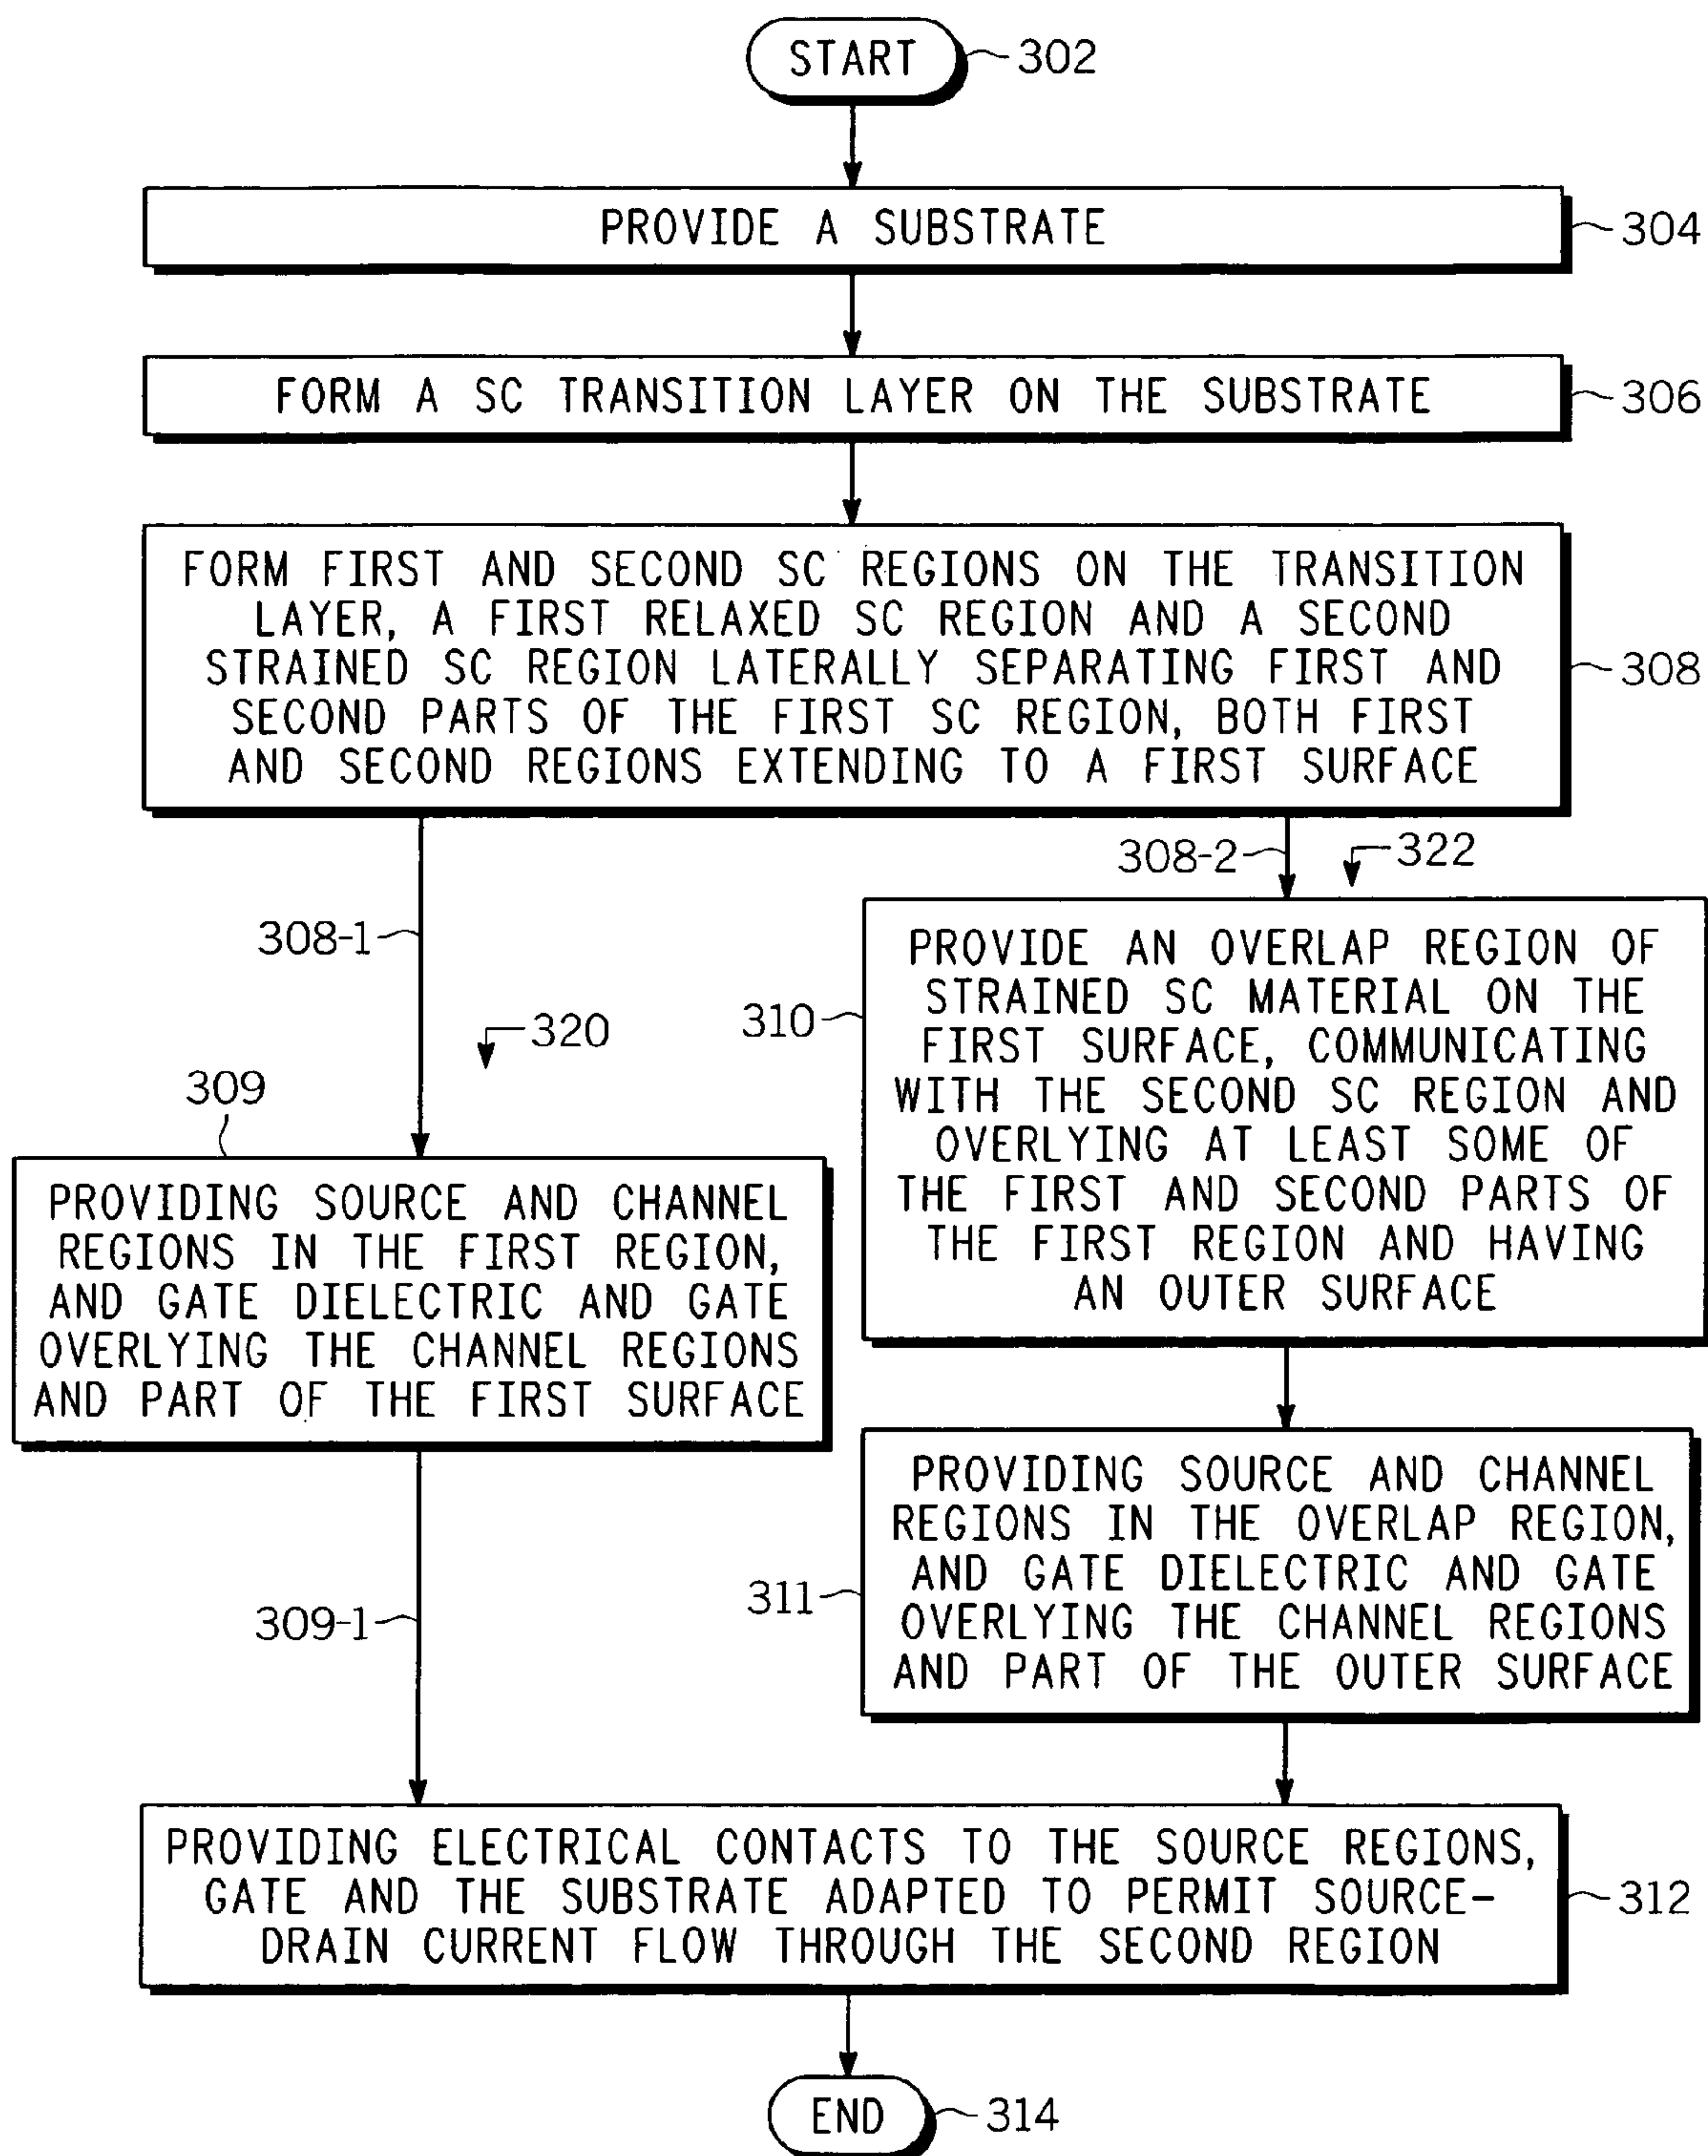 START
302
PROVIDE A SUBSTRATE
304
FORM A SC TRANSITION LAYER ON THE SUBSTRATE
306
FORM FIRST AND SECOND SC REGIONS ON THE TRANSITION
LAYER, A FIRST RELAXED SC REGION AND A SECOND
STRAINED SC REGION LATERALLY SEPARATING FIRST AND
SECOND PARTS OF THE FIRST SC REGION, BOTH FIRST
AND SECOND REGIONS EXTENDING TO A FIRST SURFACE
308
308-1
320
309
PROVIDING SOURCE AND CHANNEL
REGIONS IN THE FIRST REGION,
AND GATE DIELECTRIC AND GATE
OVERLYING THE CHANNEL REGIONS
AND PART OF THE FIRST SURFACE
309-1
308-2
322
310
PROVIDE AN OVERLAP REGION OF
STRAINED SC MATERIAL ON THE
FIRST SURFACE, COMMUNICATING
WITH THE SECOND SC REGION AND
OVERLYING AT LEAST SOME OF
THE FIRST AND SECOND PARTS OF
THE FIRST REGION AND HAVING
AN OUTER SURFACE
311
PROVIDING SOURCE AND CHANNEL
REGIONS IN THE OVERLAP REGION,
AND GATE DIELECTRIC AND GATE
OVERLYING THE CHANNEL REGIONS
AND PART OF THE OUTER SURFACE
PROVIDING ELECTRICAL CONTACTS TO THE SOURCE REGIONS,
GATE AND THE SUBSTRATE ADAPTED TO PERMIT SOURCE-
DRAIN CURRENT FLOW THROUGH THE SECOND REGION
312
END
314